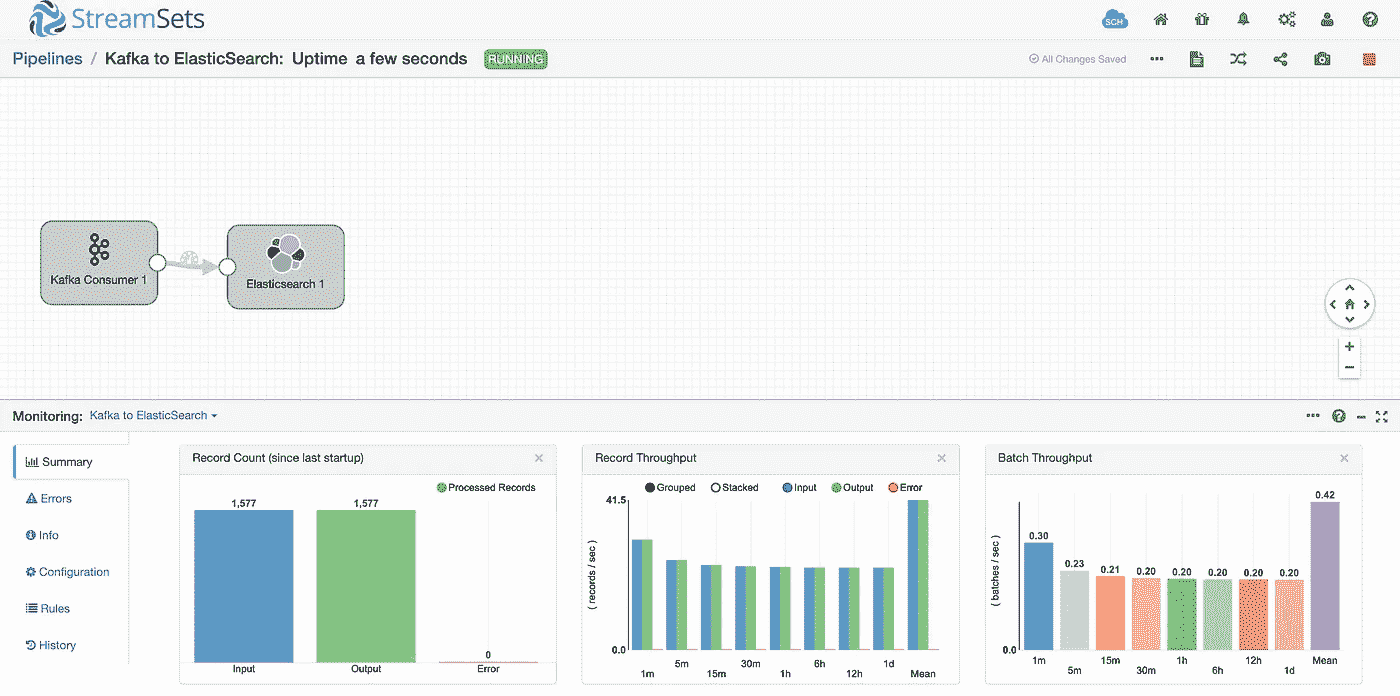 StreamSets
SCH
Pipelines / Kafka to ElasticSearch: Uptime a few seconds RUNNING
All Changes Saved
Kafka Consumer 1
Elasticsearch 1
Monitoring: Kafka to ElasticSearch
Summary
Errors
Info
Configuration
Rules
History
Record Count (since last startup)
Processed Records
1,577 1,577 0
Input Output Error
Record Throughput
Grouped Stacked Input Output Error
41.5
( records / sec )
0.0
1m 5m 15m 30m 1h 6h 12h 1d Mean
Batch Throughput
0.30 0.23 0.21 0.20 0.20 0.20 0.20 0.20 0.42
( batches / sec )
0.0
1m 5m 15m 30m 1h 6h 12h 1d Mean